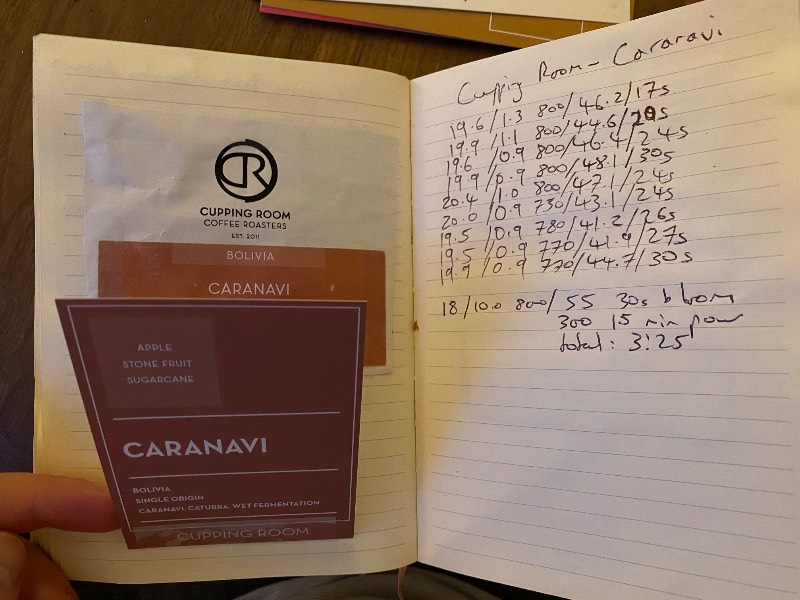 CR
CUPPING ROOM
COFFEE ROASTERS
EST. 2011
BOLIVIA
CARANAVI
APPLE
STONE FRUIT
SUGARCANE
CARANAVI
BOLIVIA
SINGLE ORIGIN
CARANAVI, CATURRA, WET FERMENTATION
CUPPING ROOM
Cupping Room - Caranavi
19.6/1.3 800/46.2/17s
19.9/1.1 800/44.6/20s
19.6/0.9 800/46.4/24s
19.9/0.9 800/48.1/30s
20.4/1.0 800/47.1/24s
20.0/0.9 730/43.1/24s
19.5/0.9 780/41.2/26s
19.5/0.9 770/41.9/27s
19.9/0.9 770/44.7/30s
18/10.0 800/55 30s bloom
300 15 min pour
total: 3:25